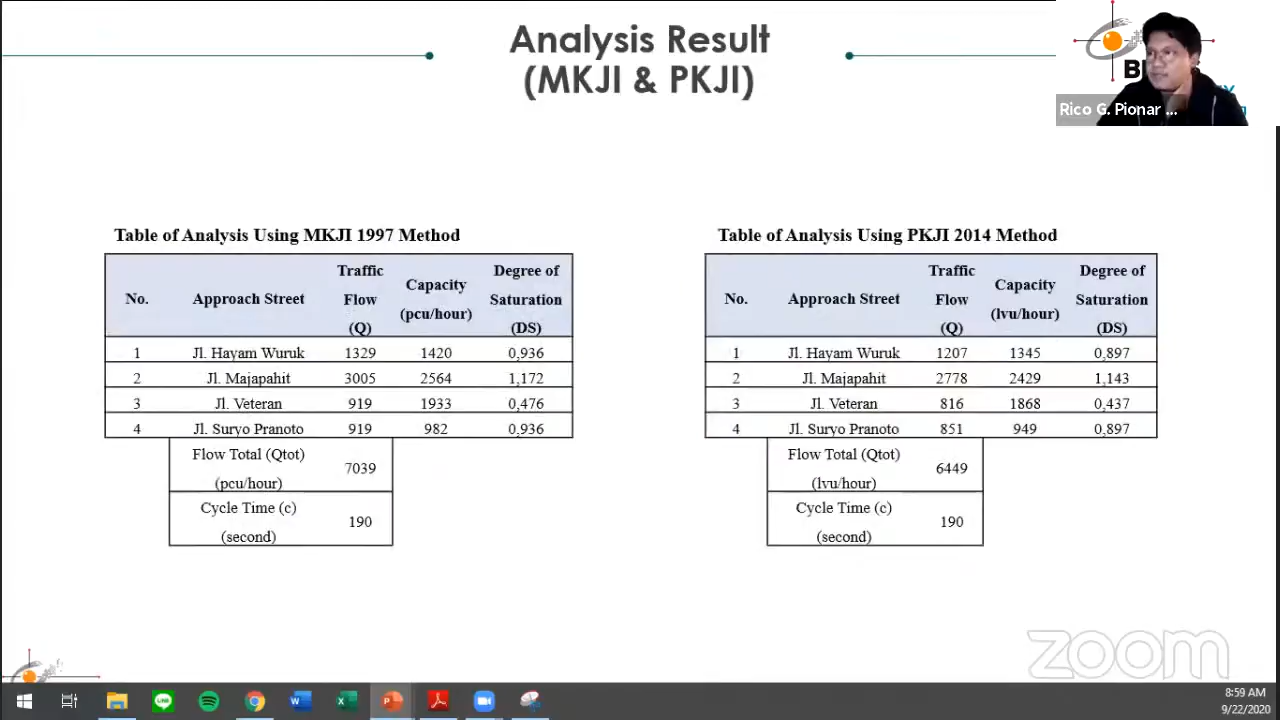 Analysis Result
(MKJI & PKJI)
Rico G. Pionar ...
Table of Analysis Using MKJI 1997 Method
No. Approach Street Traffic Flow (Q) Capacity (pcu/hour) Degree of Saturation (DS)
1 Jl. Hayam Wuruk 1329 1420 0,936
2 Jl. Majapahit 3005 2564 1,172
3 Jl. Veteran 919 1933 0,476
4 Jl. Suryo Pranoto 919 982 0,936
Flow Total (Qtot) (pcu/hour) 7039
Cycle Time (c) (second) 190
Table of Analysis Using PKJI 2014 Method
No. Approach Street Traffic Flow (Q) Capacity (lvu/hour) Degree of Saturation (DS)
1 Jl. Hayam Wuruk 1207 1345 0,897
2 Jl. Majapahit 2778 2429 1,143
3 Jl. Veteran 816 1868 0,437
4 Jl. Suryo Pranoto 851 949 0,897
Flow Total (Qtot) (lvu/hour) 6449
Cycle Time (c) (second) 190
zoom
8:59 AM
9/22/2020